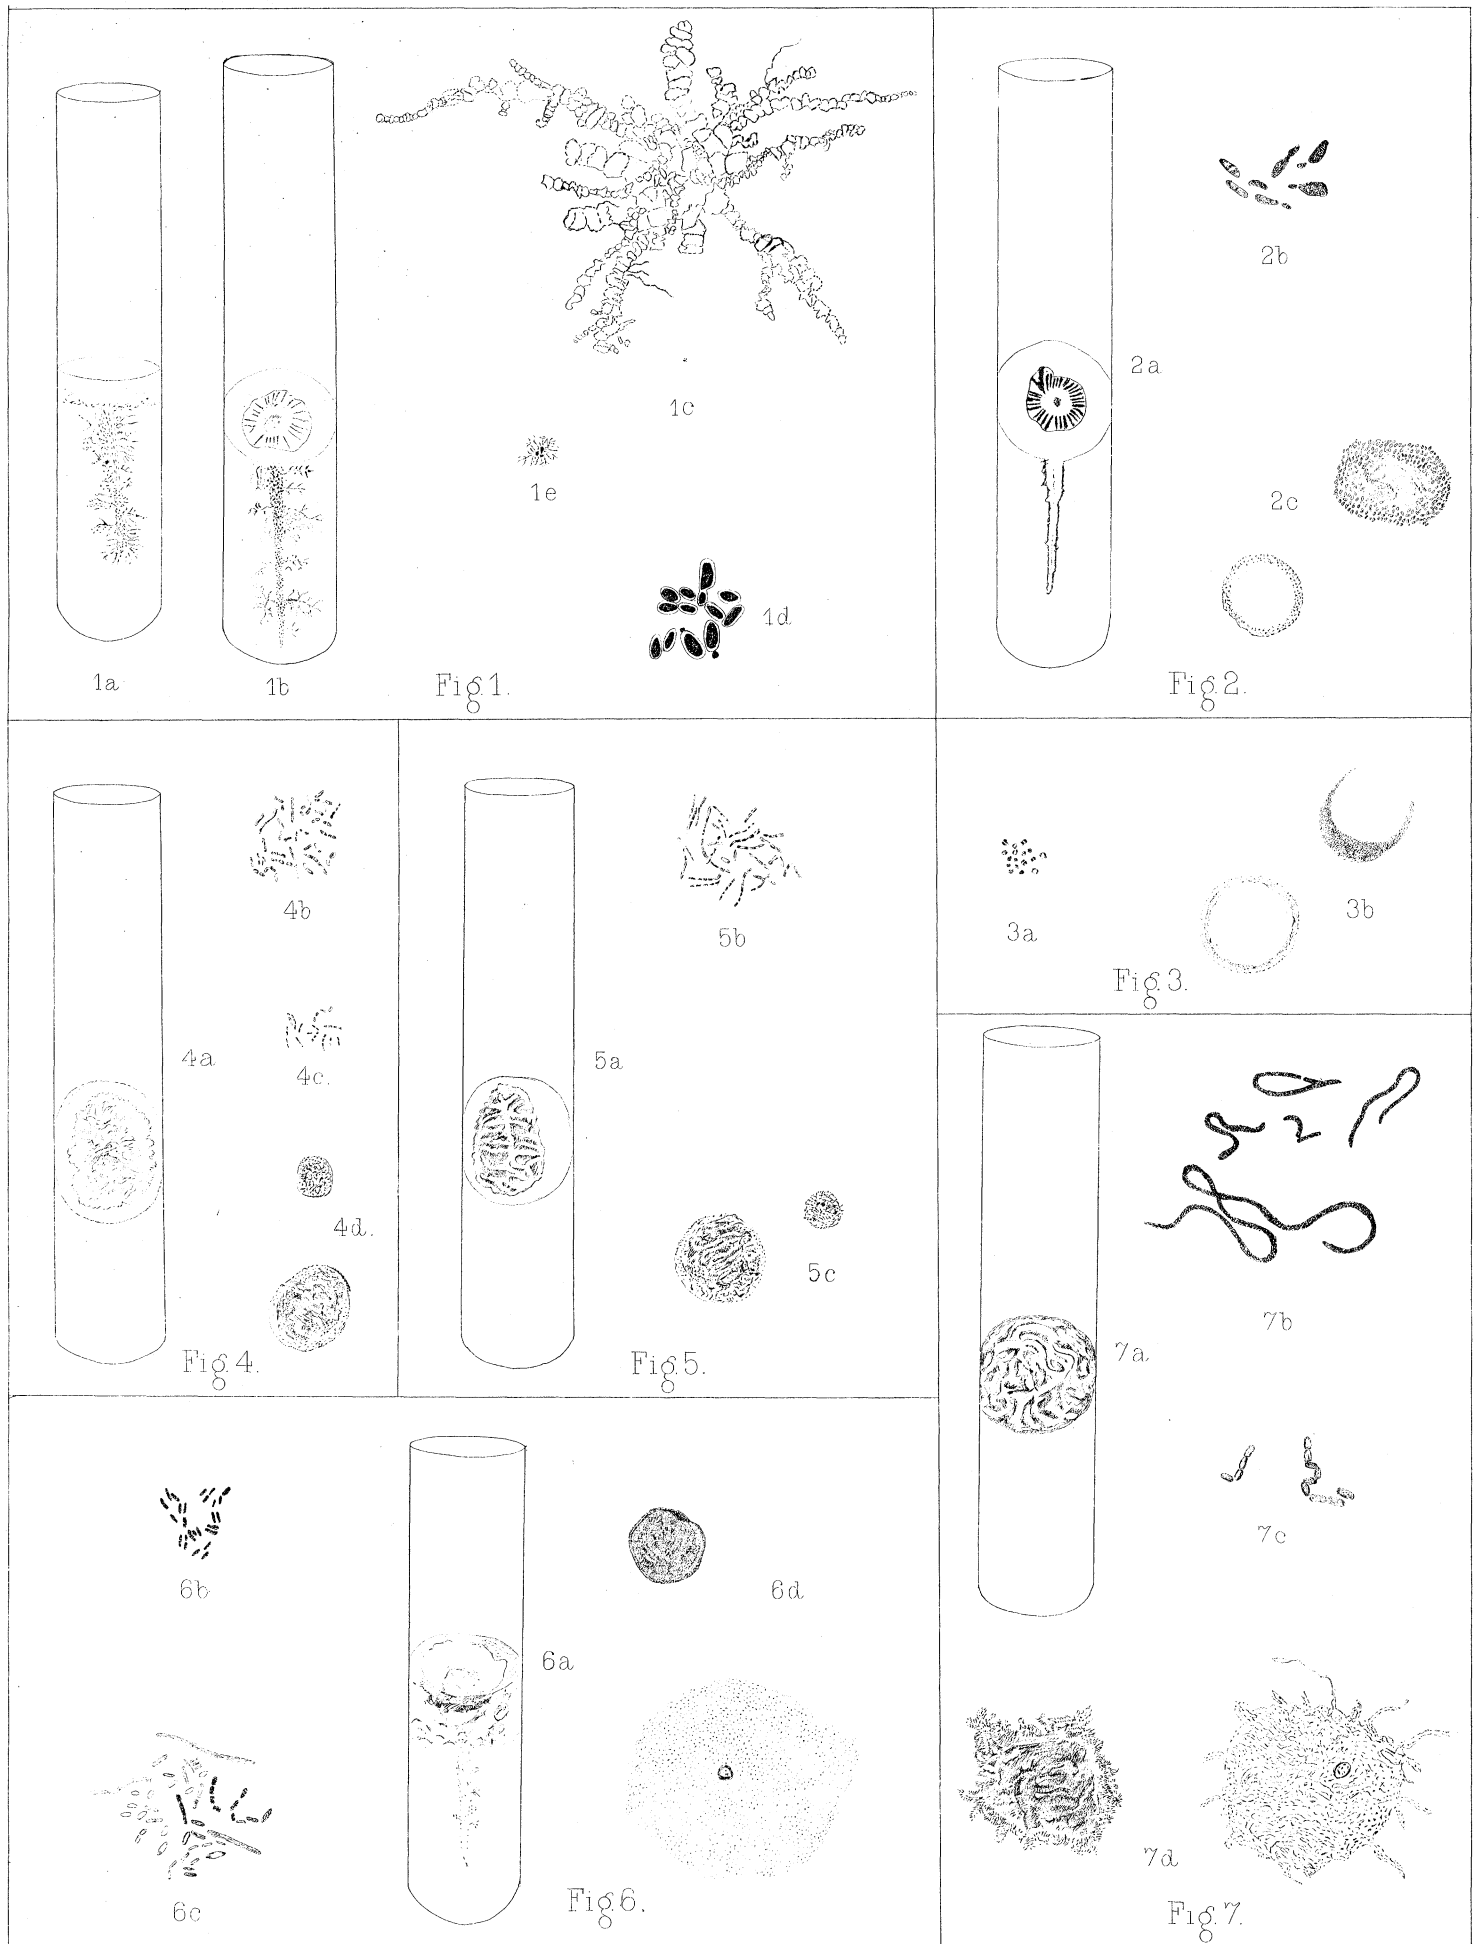 1a
1b
1c
1e
1d
Fig. 1.
2a
2b
2c
Fig. 2.
3a
3b
Fig. 3.
4a
4b
4c.
4d.
Fig. 4.
5a
5b
5c
Fig. 5.
6b
6a
6d
6c
Fig. 6.
7b
7a
7c
7d
Fig. 7.